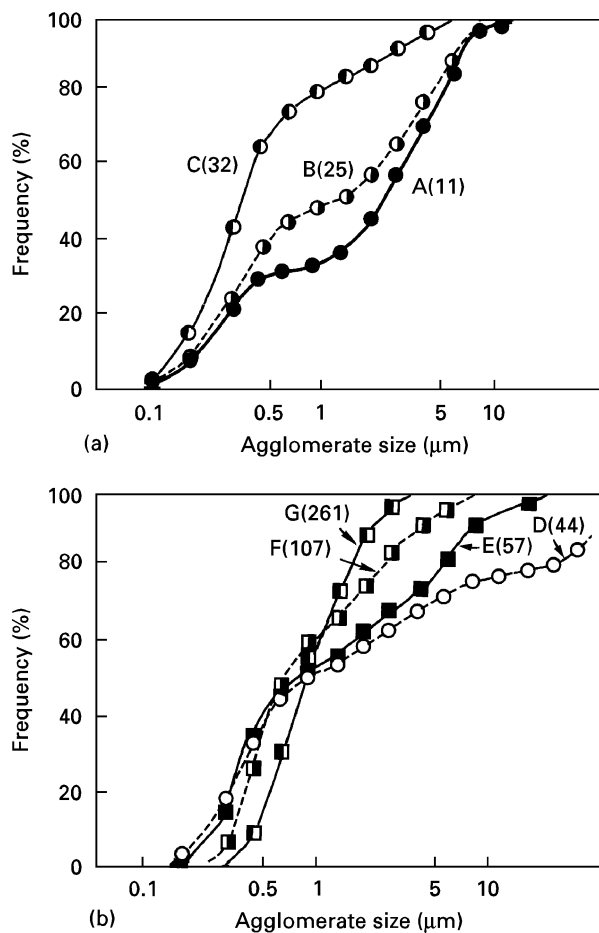 100
80
60
40
20
0
Frequency (%)
C(32)
B(25)
A(11)
0.1 0.5 1 5 10
(a) Agglomerate size (μm)
100
80
60
40
20
0
Frequency (%)
G(261)
F(107)
D(44)
E(57)
0.1 0.5 1 5 10
(b) Agglomerate size (μm)